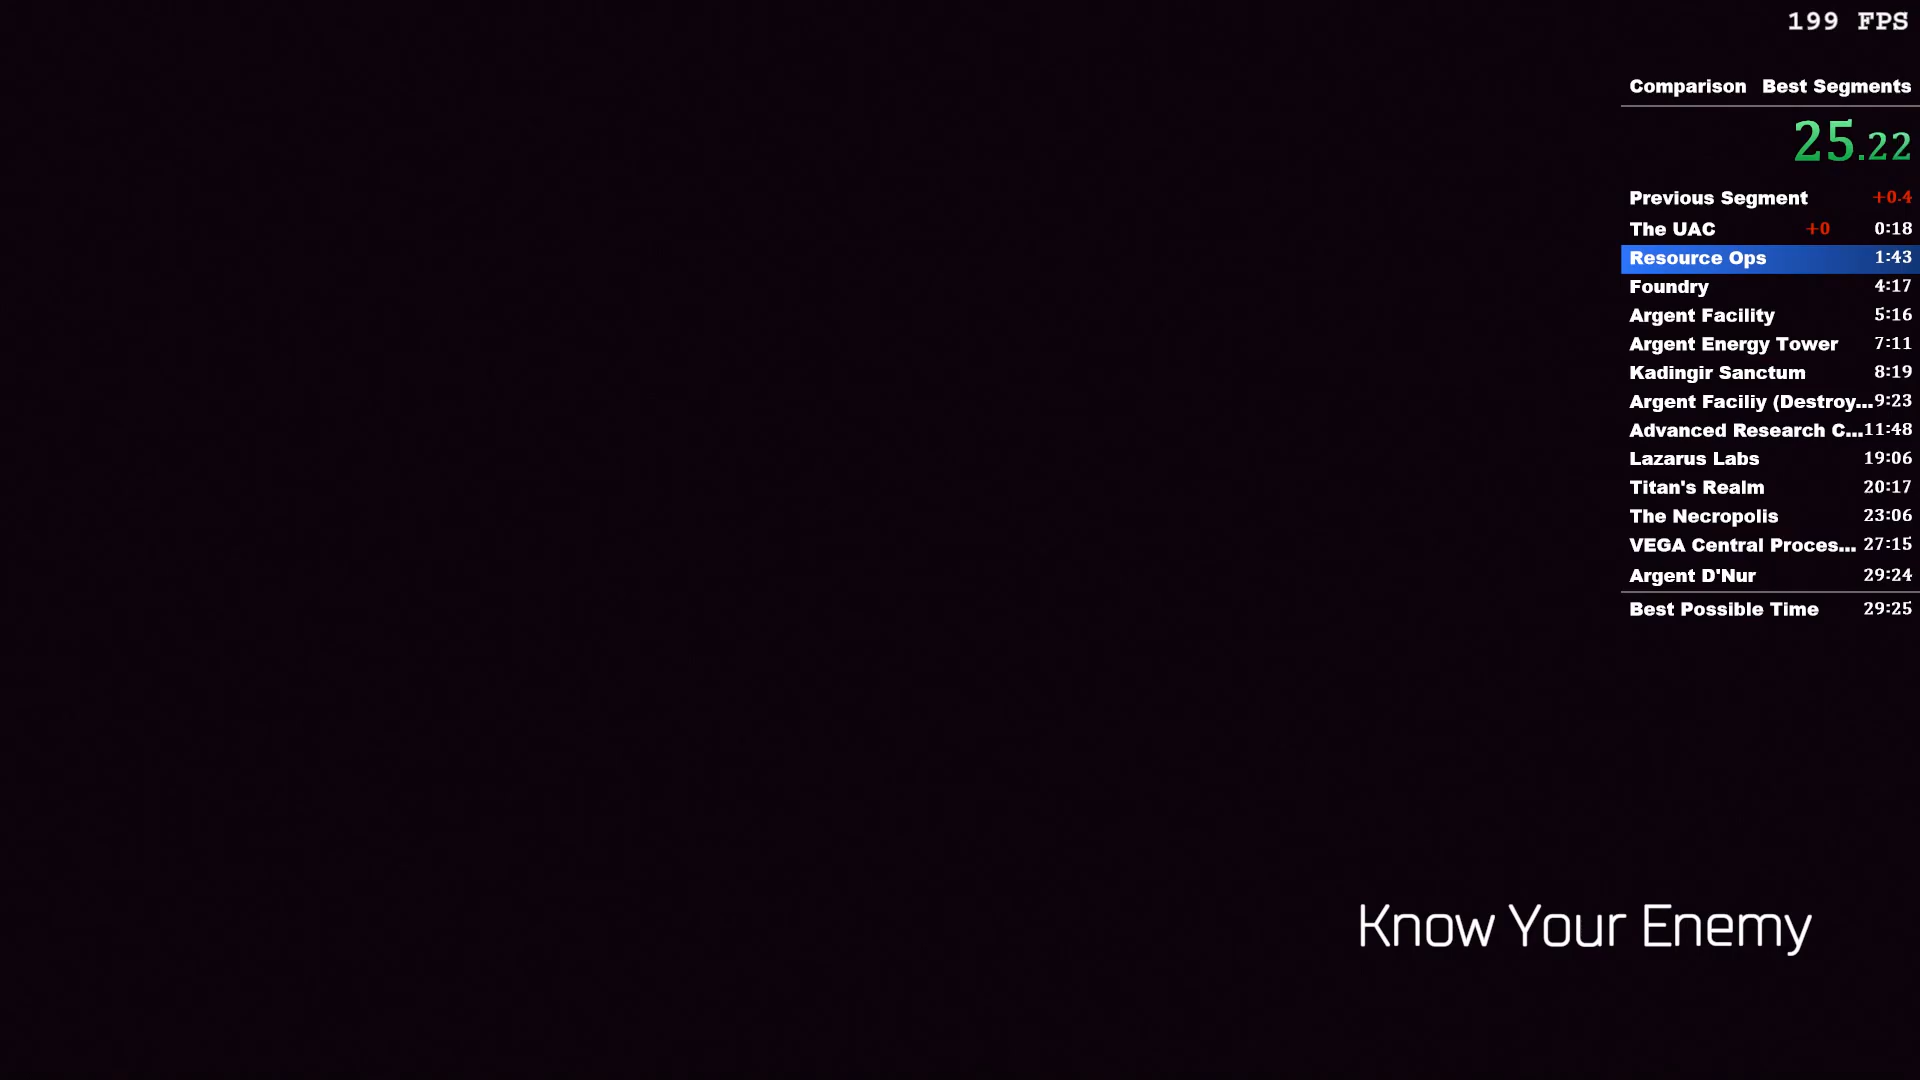 199 FPS
Comparison Best Segments
25.22
Previous Segment +0.4
The UAC +0 0:18
Resource Ops 1:43
Foundry 4:17
Argent Facility 5:16
Argent Energy Tower 7:11
Kadingir Sanctum 8:19
Argent Faciliy (Destroy... 9:23
Advanced Research C... 11:48
Lazarus Labs 19:06
Titan's Realm 20:17
The Necropolis 23:06
VEGA Central Proces... 27:15
Argent D'Nur 29:24
Best Possible Time 29:25
Know Your Enemy